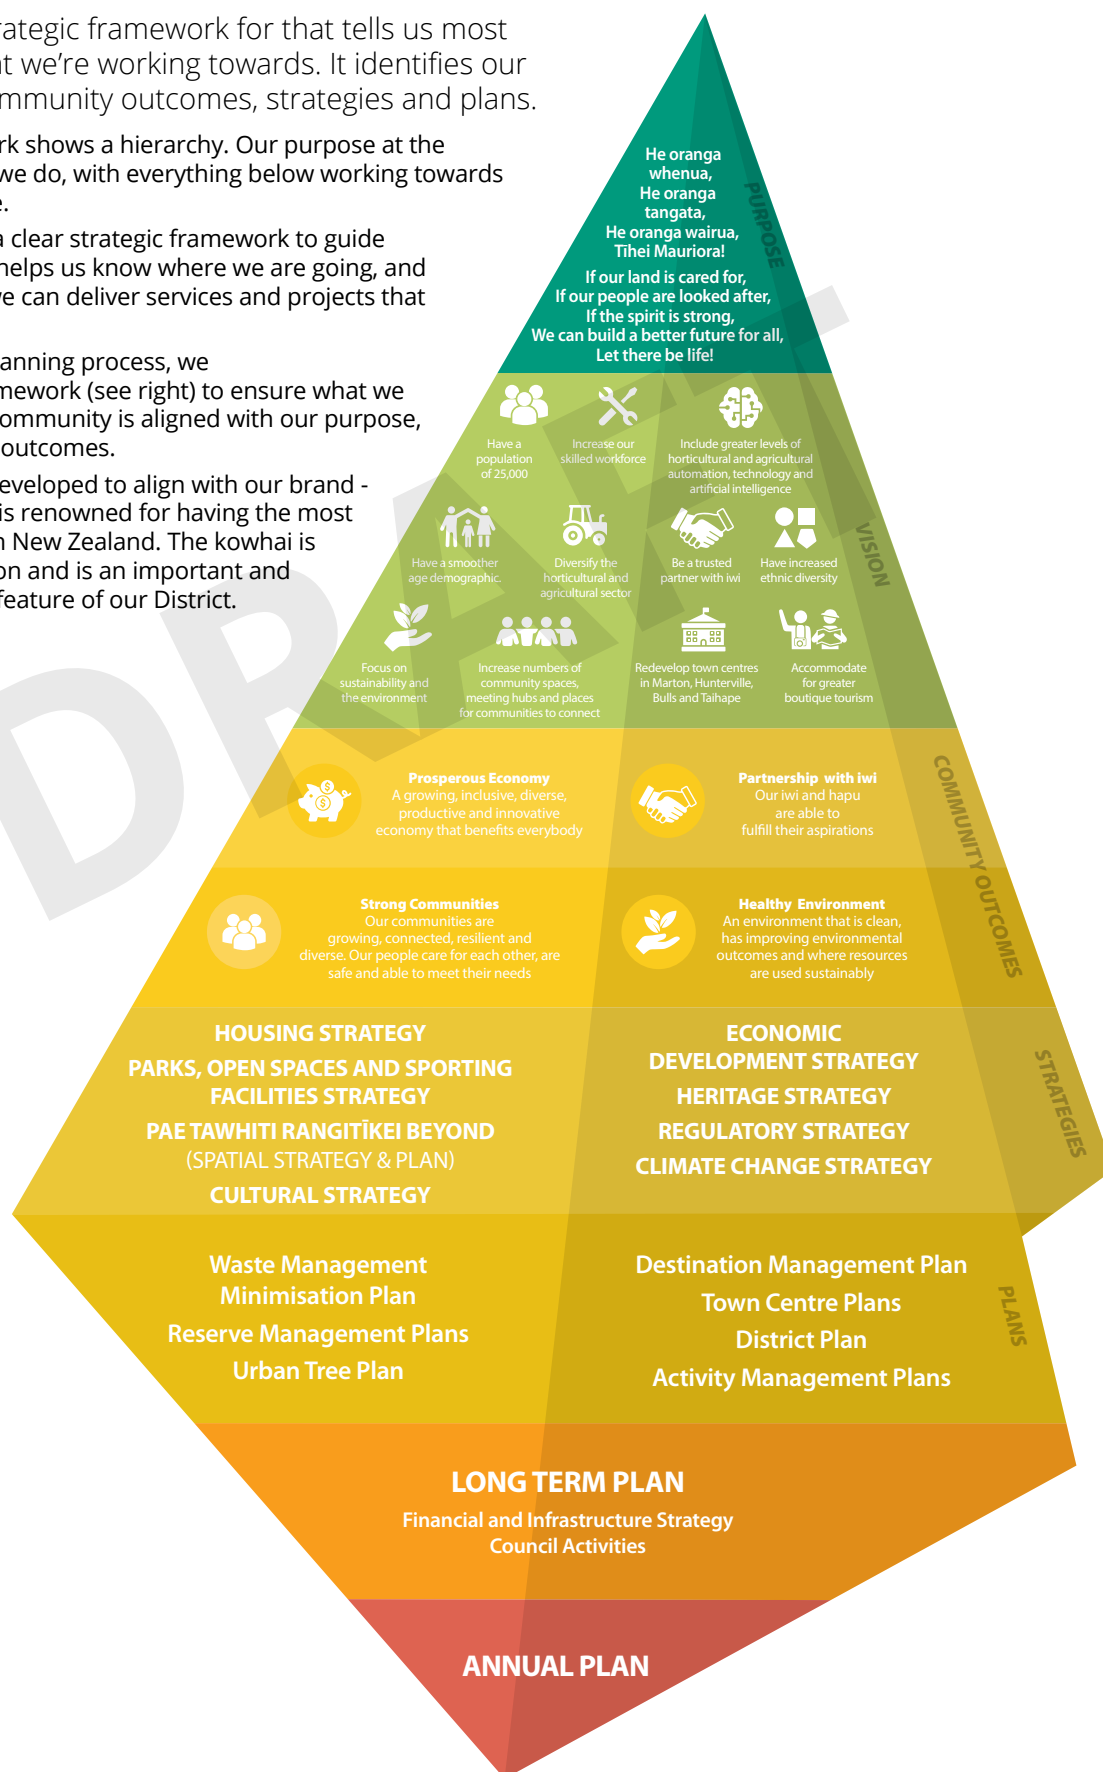 rategic framework for that tells us most
at we're working towards. It identifies our
ommunity outcomes, strategies and plans.
rk shows a hierarchy. Our purpose at the
we do, with everything below working towards
e.
a clear strategic framework to guide
helps us know where we are going, and
we can deliver services and projects that
anning process, we
mework (see right) to ensure what we
ommunity is aligned with our purpose,
outcomes.
eveloped to align with our brand -
is renowned for having the most
n New Zealand. The kowhai is
on and is an important and
feature of our District.
DRAFT
He oranga
whenua,
He oranga
tangata,
He oranga wairua,
Tihei Mauriora!
If our land is cared for,
If our people are looked after,
If the spirit is strong,
We can build a better future for all,
Let there be life!
PURPOSE
Have a
population
of 25,000
Increase our
skilled workforce
Include greater levels of
horticultural and agricultural
automation, technology and
artificial intelligence
Have a smoother
age demographic.
Diversify the
horticultural and
agricultural sector
Be a trusted
partner with iwi
Have increased
ethnic diversity
VISION
Focus on
sustainability and
the environment
Increase numbers of
community spaces,
meeting hubs and places
for communities to connect
Redevelop town centres
in Marton, Hunterville,
Bulls and Taihape
Accommodate
for greater
boutique tourism
Prosperous Economy
A growing, inclusive, diverse,
productive and innovative
economy that benefits everybody
Partnership with iwi
Our iwi and hapu
are able to
fulfill their aspirations
COMMUNITY OUTCOMES
Strong Communities
Our communities are
growing, connected, resilient and
diverse. Our people care for each other, are
safe and able to meet their needs
Healthy Environment
An environment that is clean,
has improving environmental
outcomes and where resources
are used sustainably
HOUSING STRATEGY
PARKS, OPEN SPACES AND SPORTING
FACILITIES STRATEGY
PAE TAWHITI RANGITĪKEI BEYOND
(SPATIAL STRATEGY & PLAN)
CULTURAL STRATEGY
ECONOMIC
DEVELOPMENT STRATEGY
HERITAGE STRATEGY
REGULATORY STRATEGY
CLIMATE CHANGE STRATEGY
STRATEGIES
Waste Management
Minimisation Plan
Reserve Management Plans
Urban Tree Plan
Destination Management Plan
Town Centre Plans
District Plan
Activity Management Plans
PLANS
LONG TERM PLAN
Financial and Infrastructure Strategy
Council Activities
ANNUAL PLAN